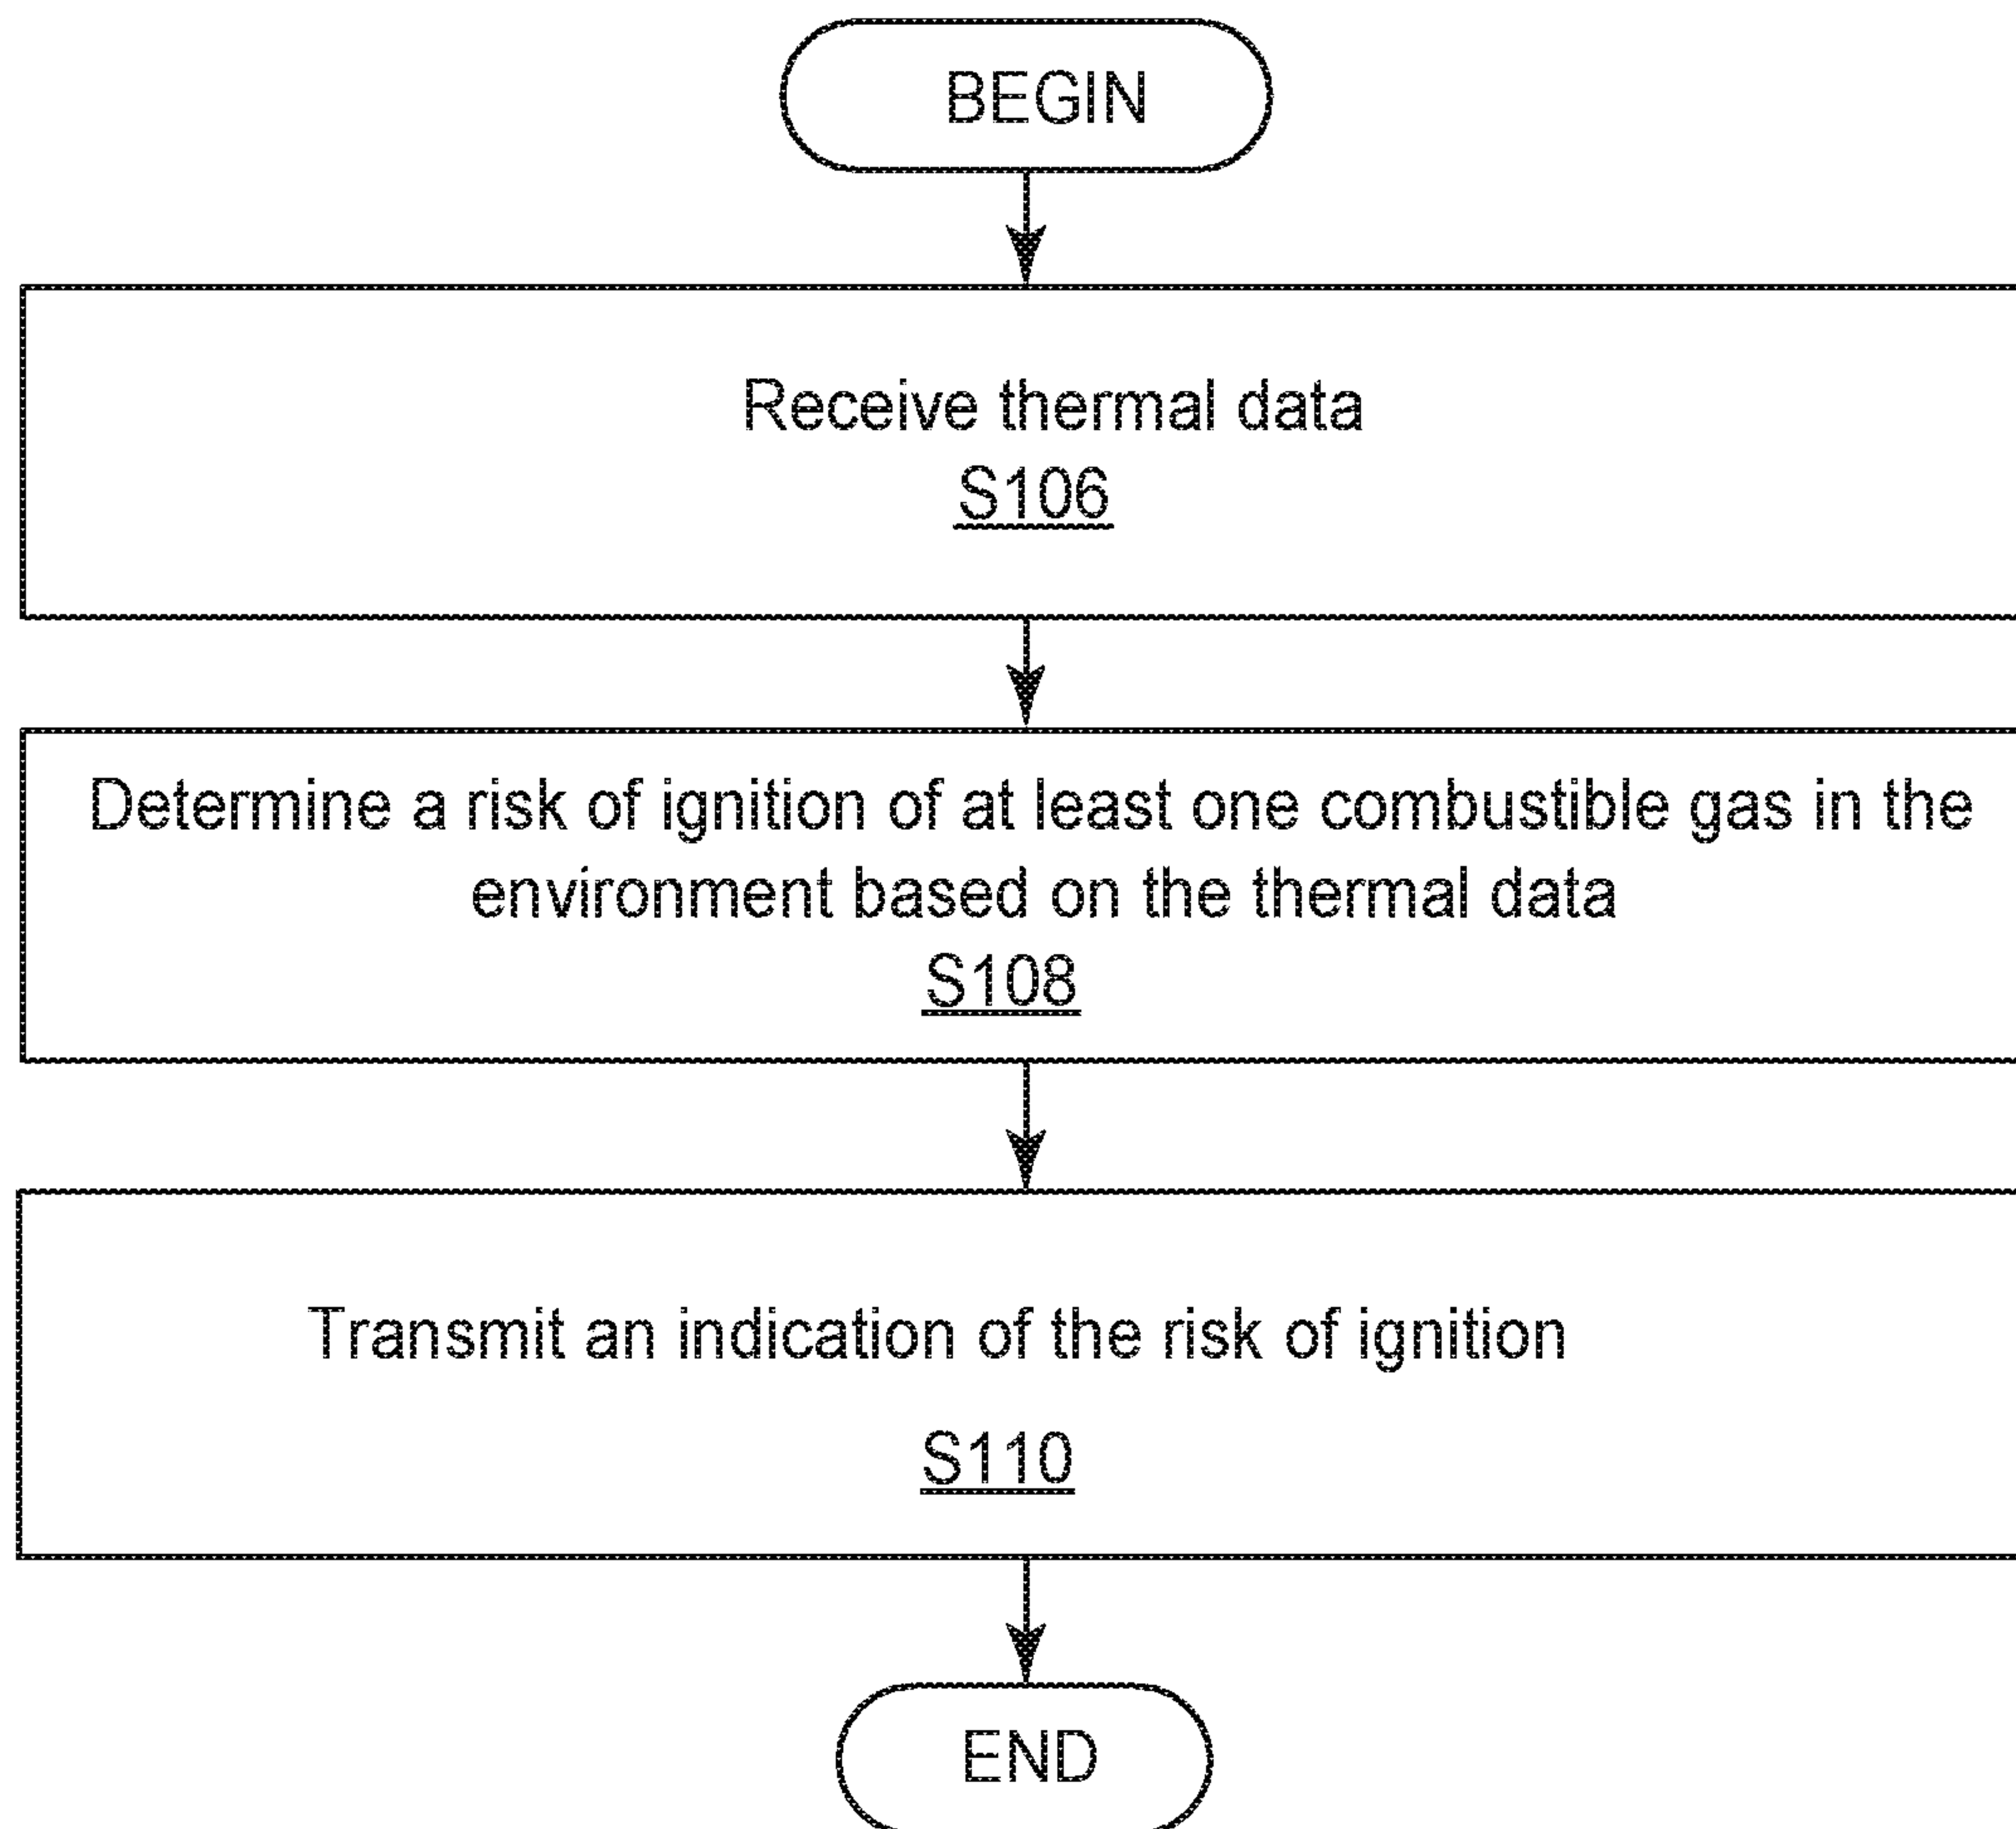 BEGIN
Receive thermal data
S106
Determine a risk of ignition of at least one combustible gas in the
environment based on the thermal data
S108
Transmit an indication of the risk of ignition
S110
END